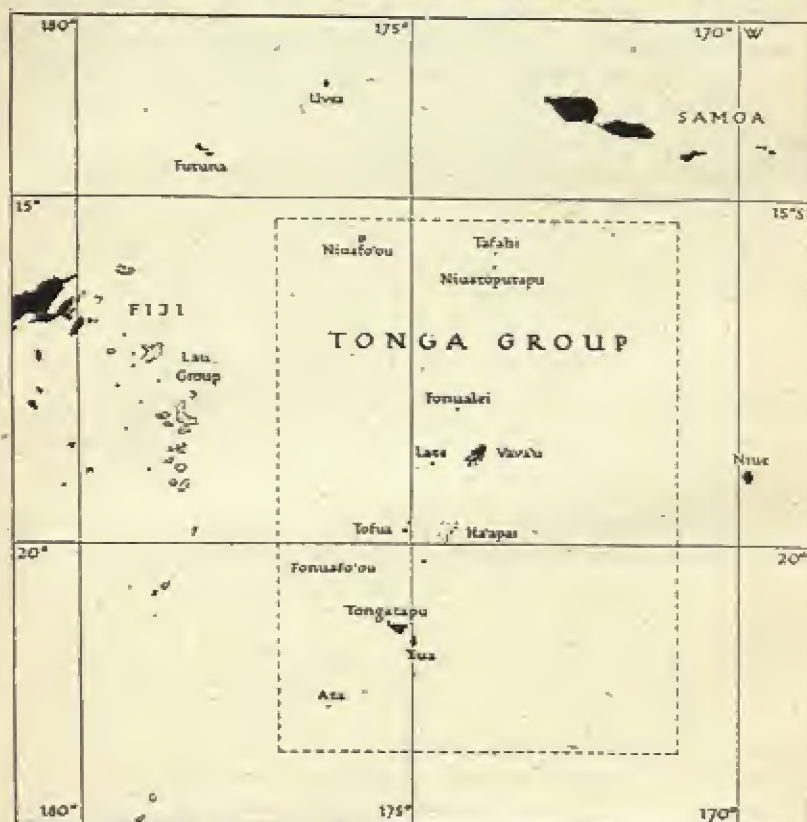 180° 175° 170° W
Uvea
SAMOA
Futuna
15° 15°S
Niuafo'ou Tafahi
Niuatoputapu
FIJI
TONGA GROUP
Lau
Group
Fonualei
Late Vava'u
Niue
Tofua Ha'apai
20° 20°
Fonuafo'ou
Tongatapu
'Eua
Ata
180° 175° 170°